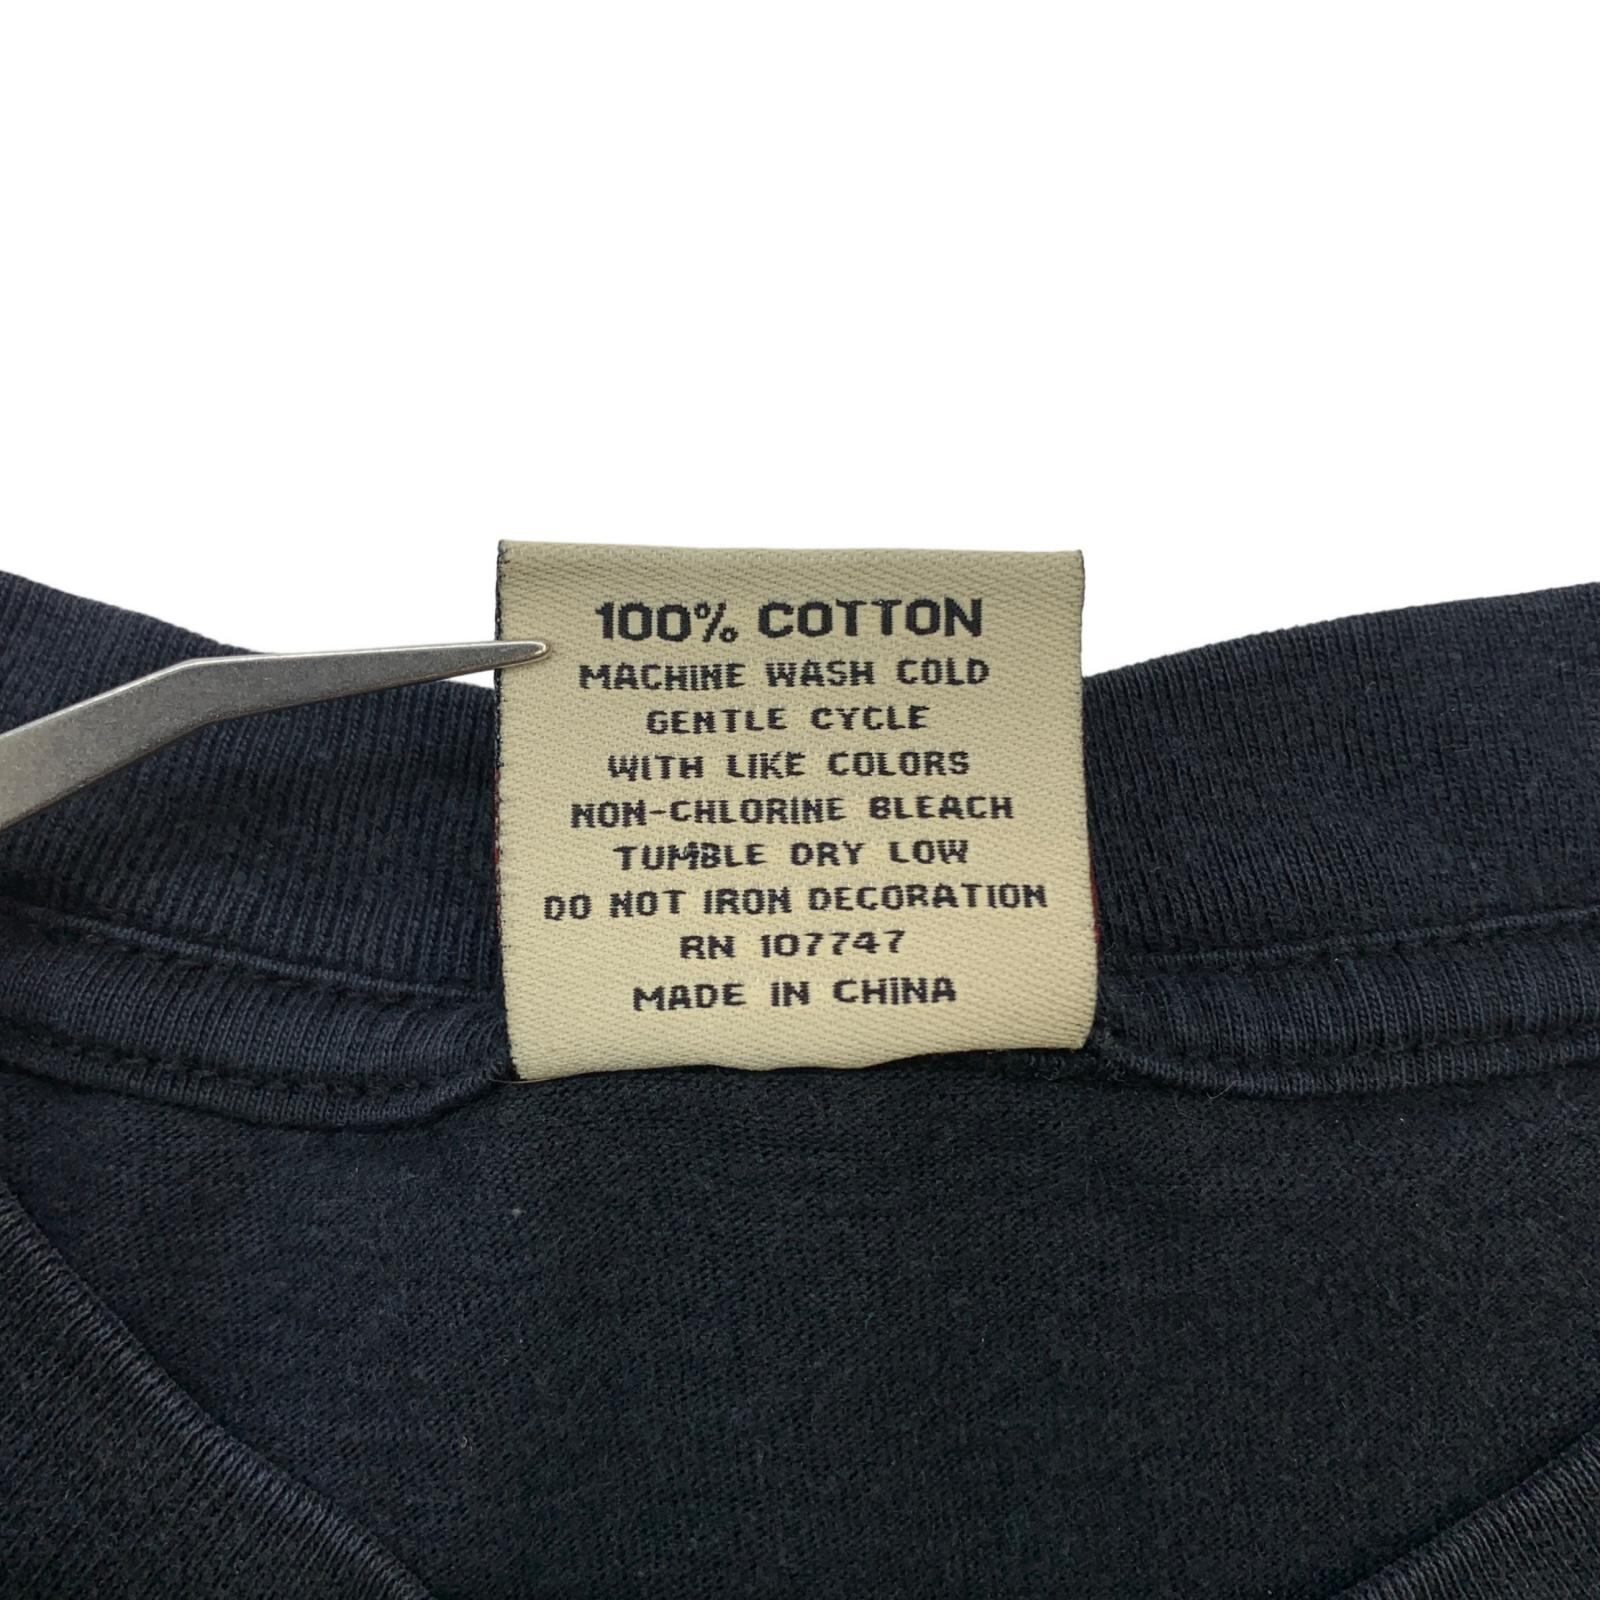 100% COTTON
MACHINE WASH COLD
GENTLE CYCLE
WITH LIKE COLORS
NON-CHLORINE BLEACH
TUMBLE DRY LOW
DO NOT IRON DECORATION
RN 107747
MADE IN CHINA